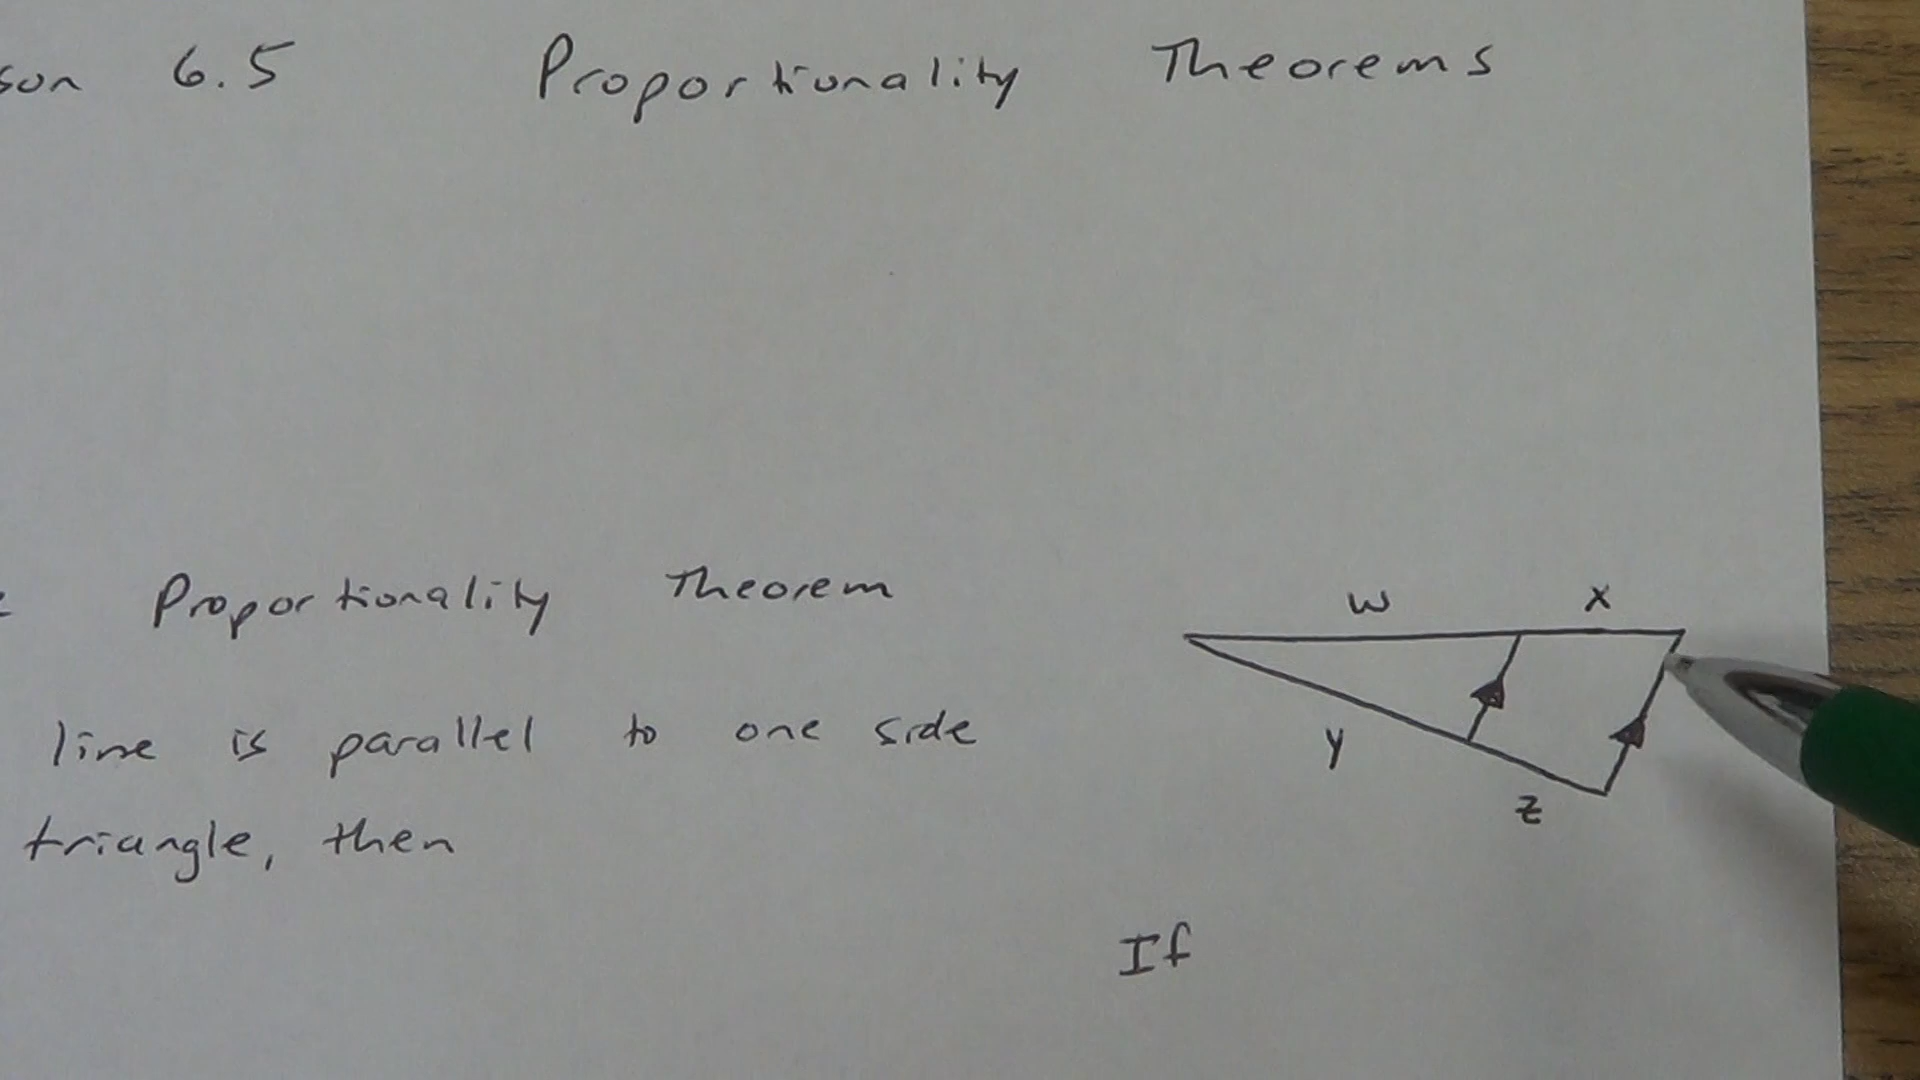 son 6.5 Proportionality Theorems
Proportionality Theorem
w x
line is parallel to one side
y
z
triangle, then
If